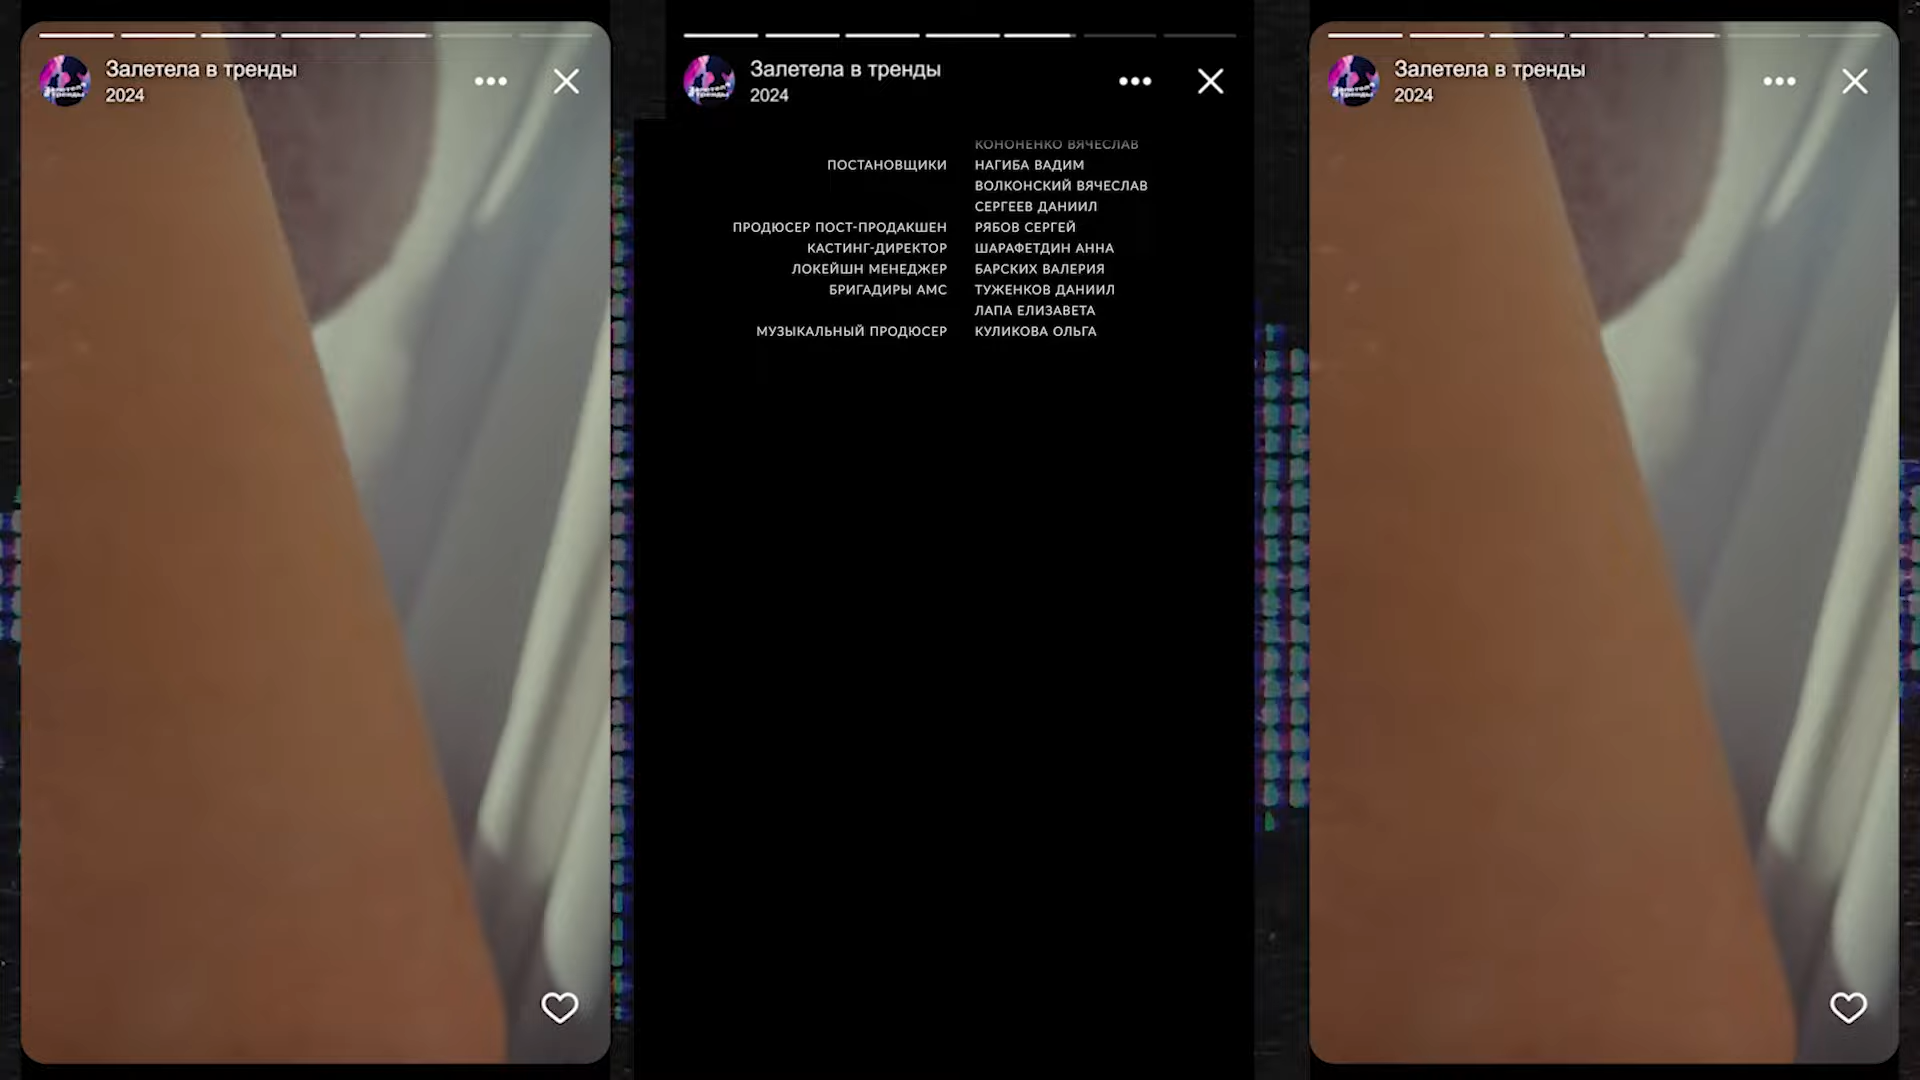 Залетела в тренды
2024
Залетела в тренды
2024
КОНОНЕНКО ВЯЧЕСЛАВ
ПОСТАНОВЩИКИ НАГИБА ВАДИМ
ВОЛКОНСКИЙ ВЯЧЕСЛАВ
СЕРГЕЕВ ДАНИИЛ
ПРОДЮСЕР ПОСТ-ПРОДАКШЕН РЯБОВ СЕРГЕЙ
КАСТИНГ-ДИРЕКТОР ШАРАФЕТДИН АННА
ЛОКЕЙШН МЕНЕДЖЕР БАРСКИХ ВАЛЕРИЯ
БРИГАДИРЫ АМС ТУЖЕНКОВ ДАНИИЛ
ЛАПА ЕЛИЗАВЕТА
МУЗЫКАЛЬНЫЙ ПРОДЮСЕР КУЛИКОВА ОЛЬГА
Залетела в тренды
2024